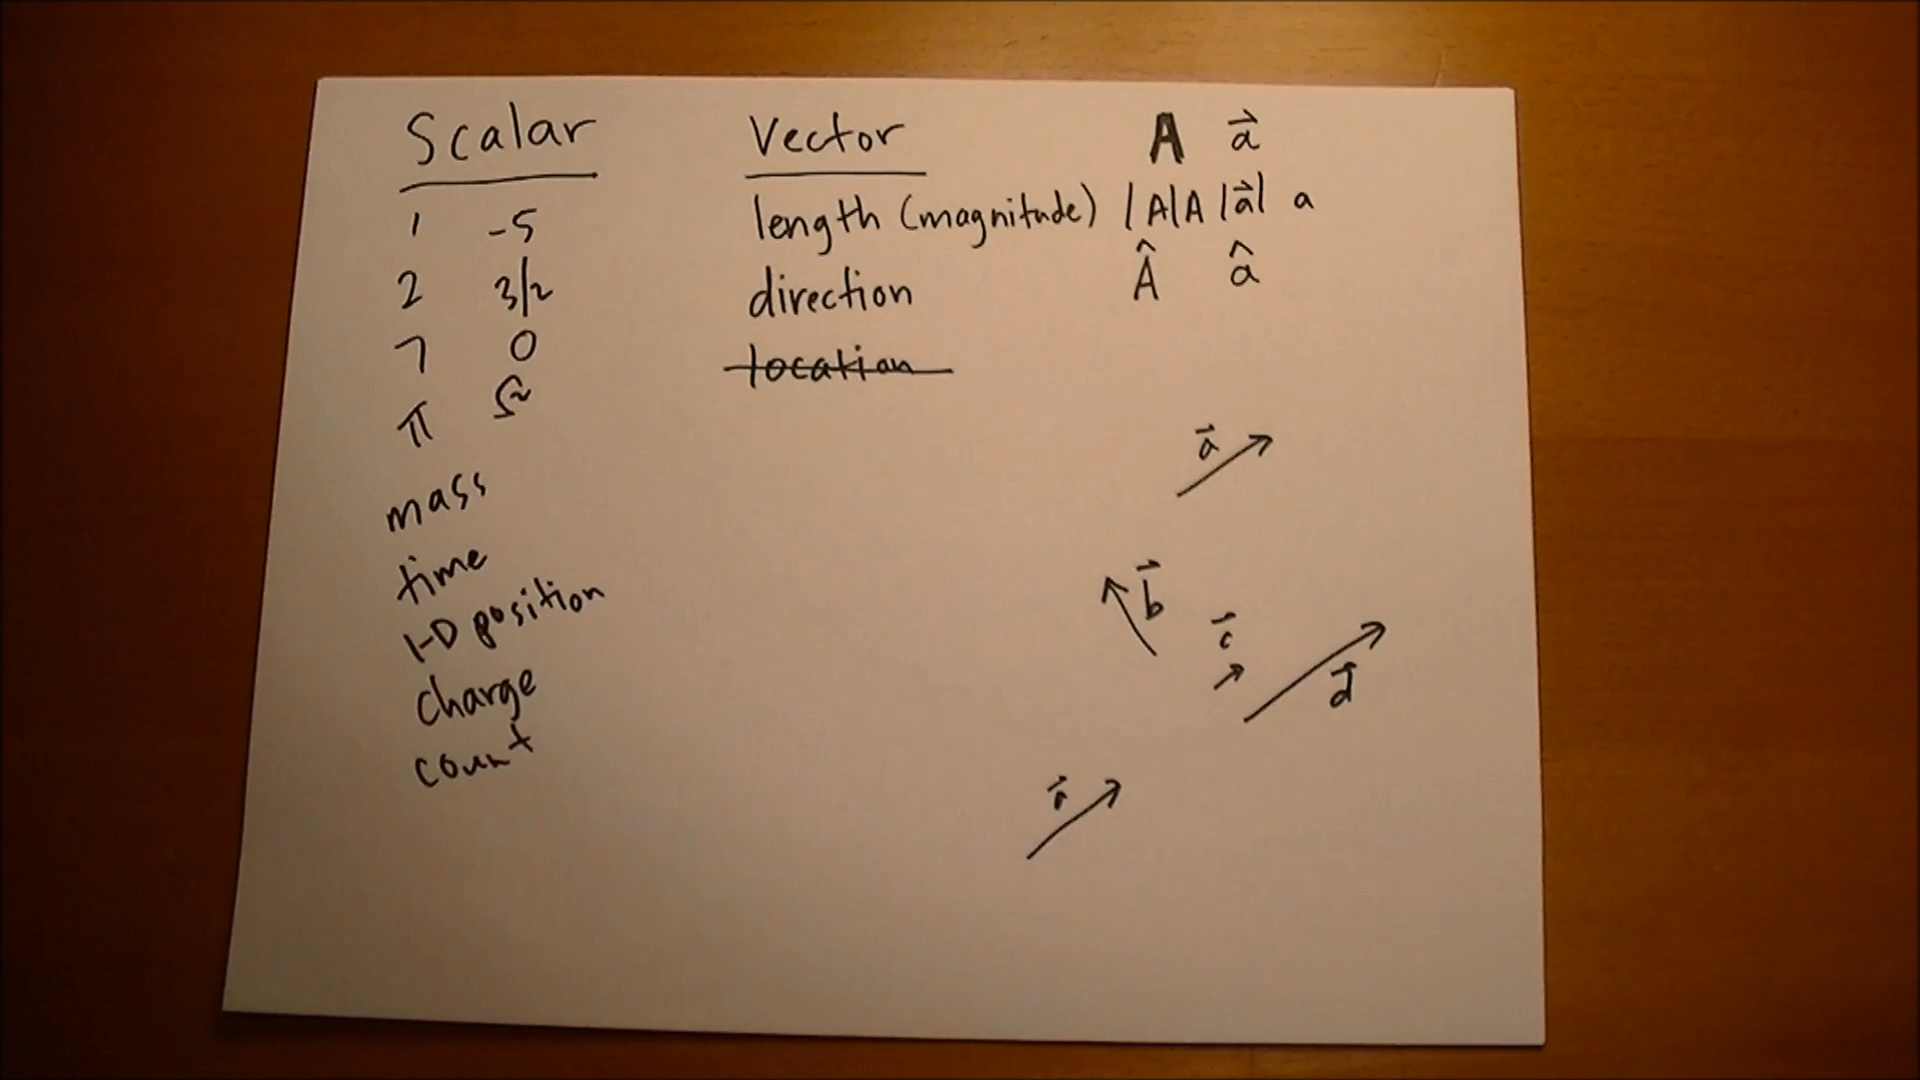 Scalar
1 -5
2 3/2
7 0
π √2
mass
time
1-D position
charge
count
Vector
length (magnitude)
direction
location
A a⃗
|A| A |a⃗| a
Â â
a⃗
b⃗
c⃗
d⃗
a⃗